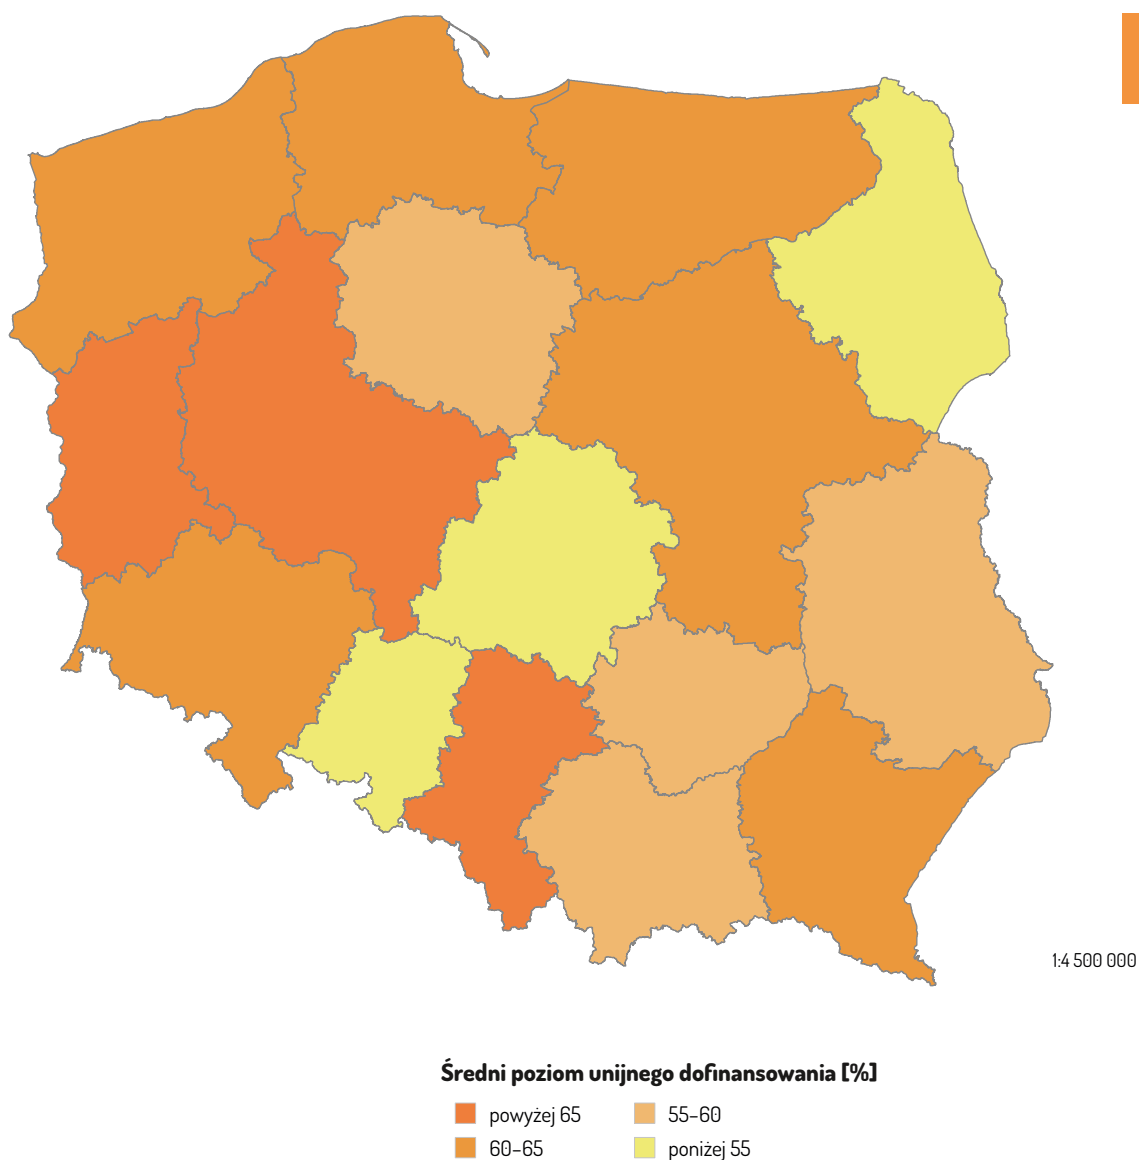 1:4 500 000
Średni poziom unijnego dofinansowania [%]
powyżej 65
55–60
60–65
poniżej 55